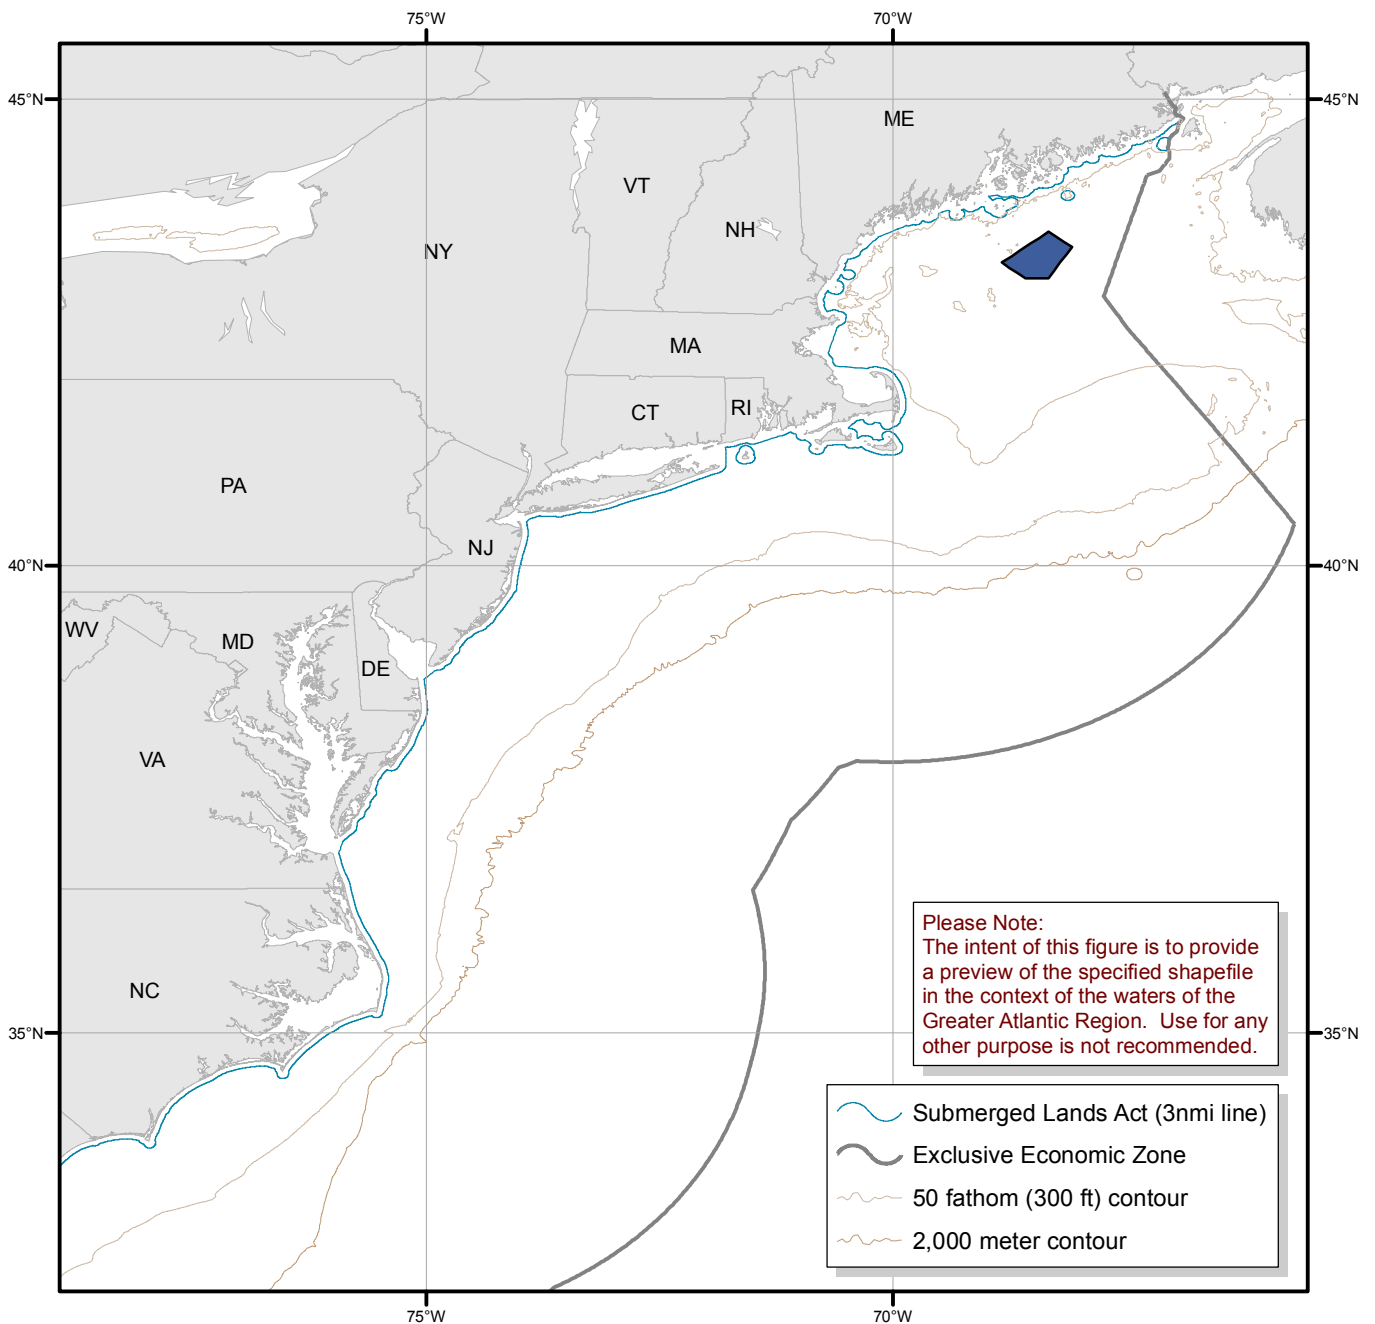 75°W
70°W
45°N
45°N
ME
VT
NH
NY
MA
CT
RI
PA
NJ
40°N
40°N
WV
MD
DE
VA
NC
35°N
35°N
Please Note:
The intent of this figure is to provide
a preview of the specified shapefile
in the context of the waters of the
Greater Atlantic Region. Use for any
other purpose is not recommended.
Submerged Lands Act (3nmi line)
Exclusive Economic Zone
50 fathom (300 ft) contour
2,000 meter contour
75°W
70°W